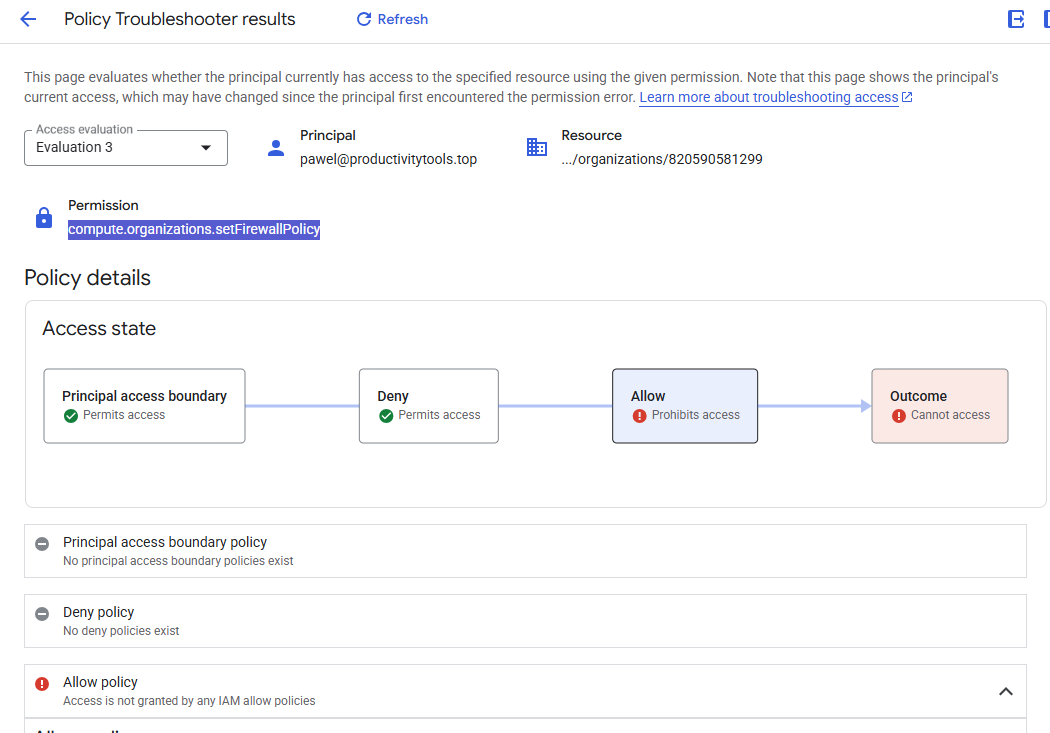 Policy Troubleshooter results
Refresh
This page evaluates whether the principal currently has access to the specified resource using the given permission. Note that this page shows the principal's
current access, which may have changed since the principal first encountered the permission error. Learn more about troubleshooting access
Access evaluation
Evaluation 3
Principal
pawel@productivitytools.top
Resource
.../organizations/820590581299
Permission
compute.organizations.setFirewallPolicy
Policy details
Access state
Principal access boundary
Permits access
Deny
Permits access
Allow
Prohibits access
Outcome
Cannot access
Principal access boundary policy
No principal access boundary policies exist
Deny policy
No deny policies exist
Allow policy
Access is not granted by any IAM allow policies